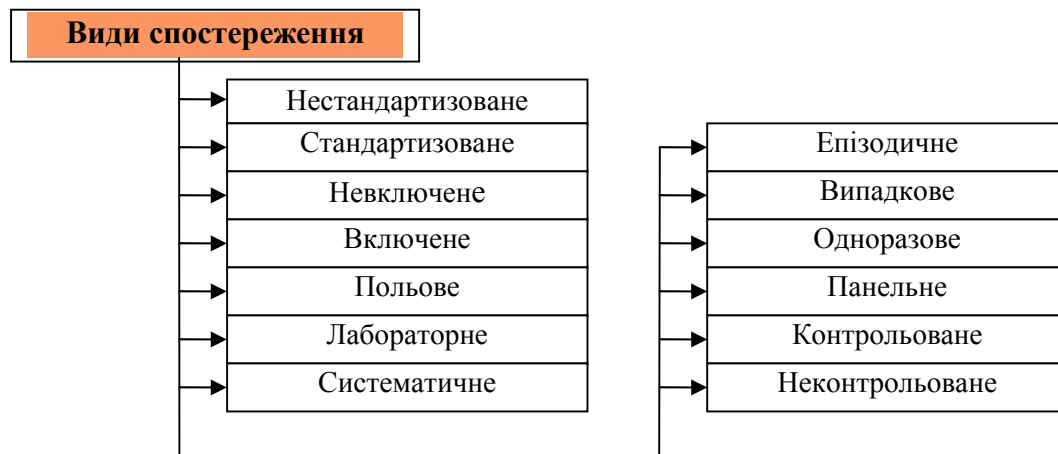 Види спостереження
Нестандартизоване
Стандартизоване
Невключене
Включене
Польове
Лабораторне
Систематичне
Епізодичне
Випадкове
Одноразове
Панельне
Контрольоване
Неконтрольоване